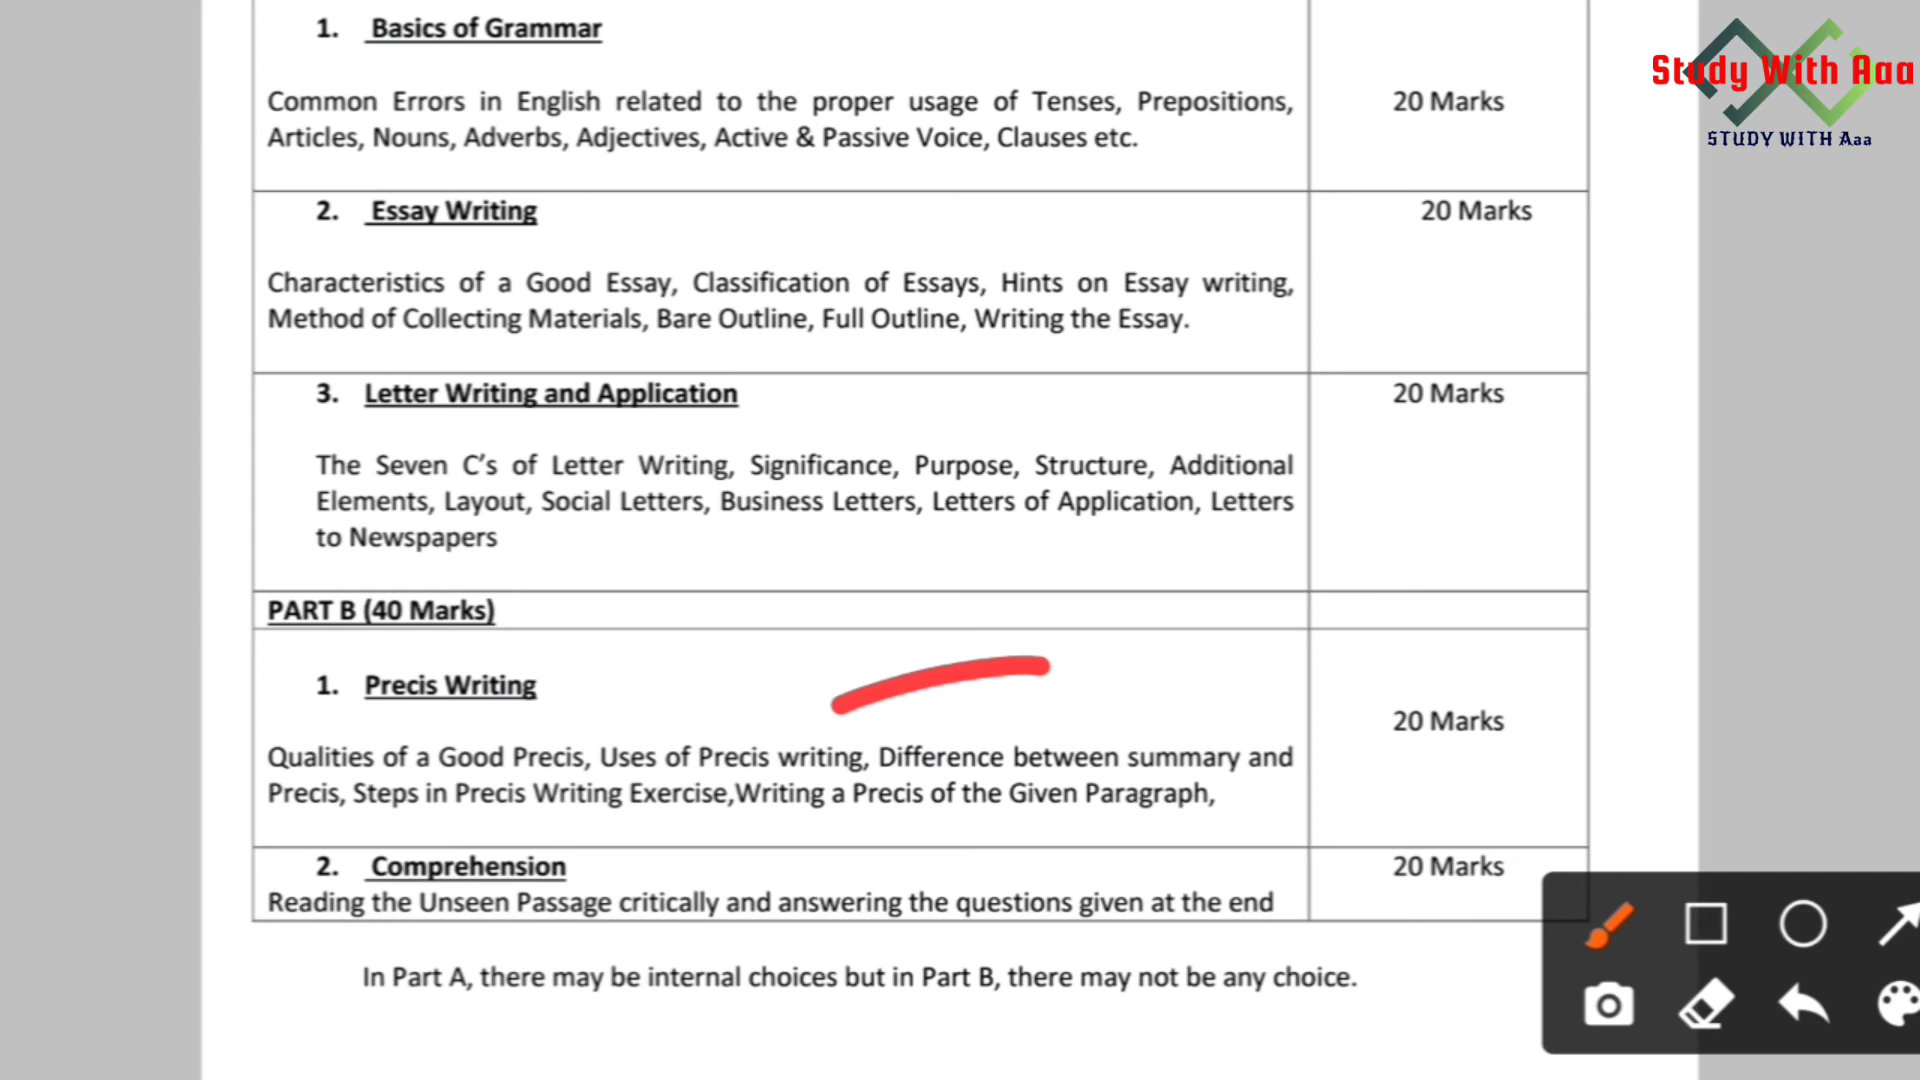 1. Basics of Grammar
Common Errors in English related to the proper usage of Tenses, Prepositions,
Articles, Nouns, Adverbs, Adjectives, Active & Passive Voice, Clauses etc.
20 Marks
2. Essay Writing
20 Marks
Characteristics of a Good Essay, Classification of Essays, Hints on Essay writing,
Method of Collecting Materials, Bare Outline, Full Outline, Writing the Essay.
3. Letter Writing and Application
20 Marks
The Seven C's of Letter Writing, Significance, Purpose, Structure, Additional
Elements, Layout, Social Letters, Business Letters, Letters of Application, Letters
to Newspapers
PART B (40 Marks)
1. Precis Writing
20 Marks
Qualities of a Good Precis, Uses of Precis writing, Difference between summary and
Precis, Steps in Precis Writing Exercise,Writing a Precis of the Given Paragraph,
2. Comprehension
20 Marks
Reading the Unseen Passage critically and answering the questions given at the end
In Part A, there may be internal choices but in Part B, there may not be any choice.
Study With Aaa
STUDY WITH Aaa